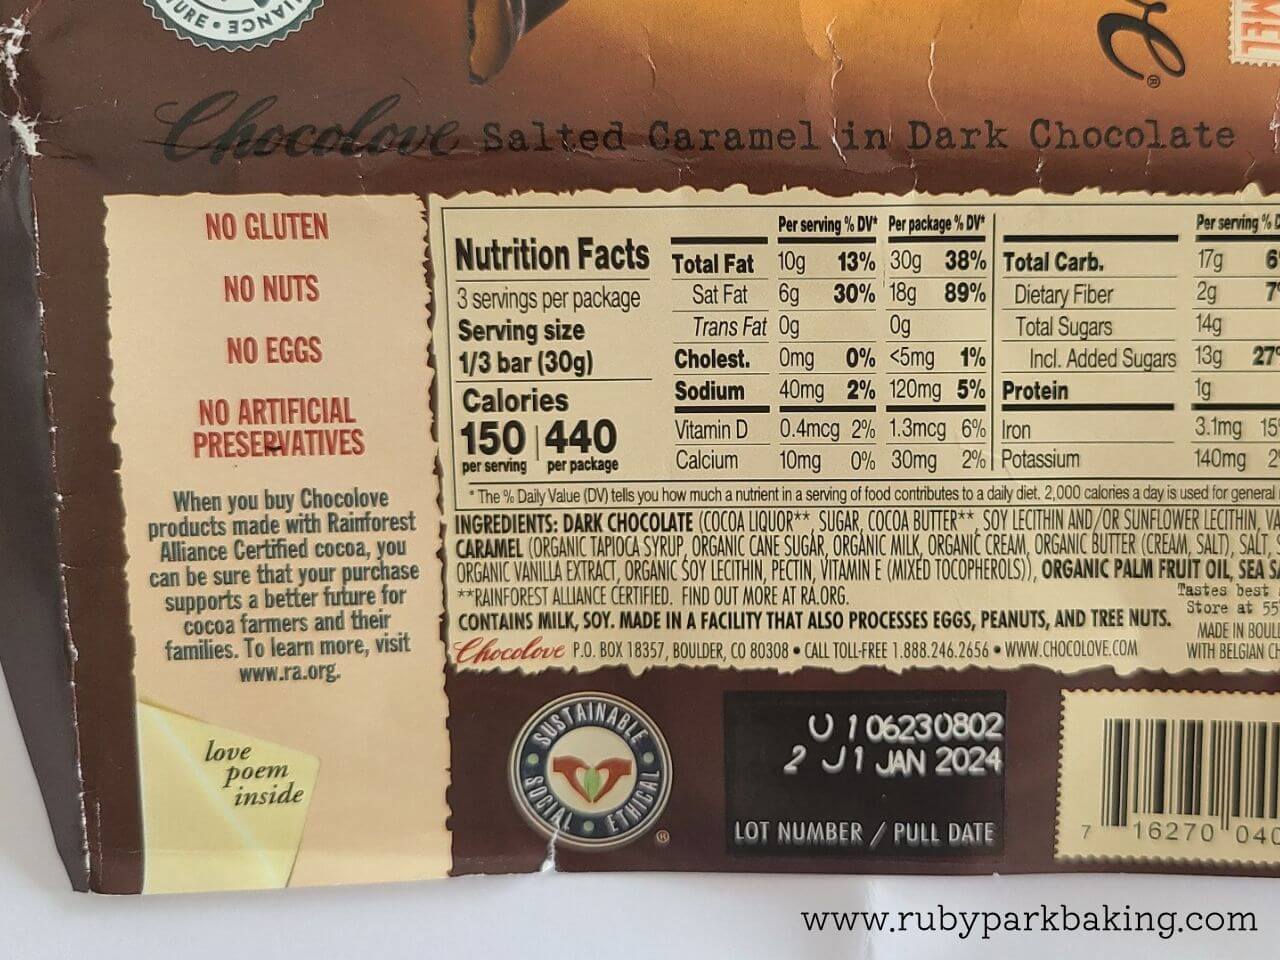 Chocolove Salted Caramel in Dark Chocolate
NO GLUTEN
NO NUTS
NO EGGS
NO ARTIFICIAL
PRESERVATIVES
When you buy Chocolove
products made with Rainforest
Alliance Certified cocoa, you
can be sure that your purchase
supports a better future for
cocoa farmers and their
families. To learn more, visit
www.ra.org.
love
poem
inside
Nutrition Facts
3 servings per package
Serving size
1/3 bar (30g)
Calories
150 440
per serving per package
Per serving % DV* Per package % DV*
Total Fat 10g 13% 30g 38%
Sat Fat 6g 30% 18g 89%
Trans Fat 0g 0g
Cholest. 0mg 0% <5mg 1%
Sodium 40mg 2% 120mg 5%
Vitamin D 0.4mcg 2% 1.3mcg 6%
Calcium 10mg 0% 30mg 2%
Per serving %
Total Carb. 17g
Dietary Fiber 2g
Total Sugars 14g
Incl. Added Sugars 13g 27
Protein 1g
Iron 3.1mg 15
Potassium 140mg
* The % Daily Value (DV) tells you how much a nutrient in a serving of food contributes to a daily diet. 2,000 calories a day is used for general
INGREDIENTS: DARK CHOCOLATE (COCOA LIQUOR**, SUGAR, COCOA BUTTER**, SOY LECITHIN AND/OR SUNFLOWER LECITHIN,
CARAMEL (ORGANIC TAPIOCA SYRUP, ORGANIC CANE SUGAR, ORGANIC MILK, ORGANIC CREAM, ORGANIC BUTTER (CREAM, SALT), SALT,
ORGANIC VANILLA EXTRACT, ORGANIC SOY LECITHIN, PECTIN, VITAMIN E (MIXED TOCOPHEROLS)), ORGANIC PALM FRUIT OIL, SEA
**RAINFOREST ALLIANCE CERTIFIED. FIND OUT MORE AT RA.ORG.
CONTAINS MILK, SOY. MADE IN A FACILITY THAT ALSO PROCESSES EGGS, PEANUTS, AND TREE NUTS.
Chocolove P.O. BOX 18357, BOULDER, CO 80308 • CALL TOLL-FREE 1.888.246.2656 • WWW.CHOCOLOVE.COM
Tastes best
Store at 55
MADE IN
WITH BELGIAN
SUSTAINABLE • ETHICAL • SOCIAL ®
U 1 06230802
2 J1 JAN 2024
LOT NUMBER / PULL DATE
7 16270 04
www.rubyparkbaking.com